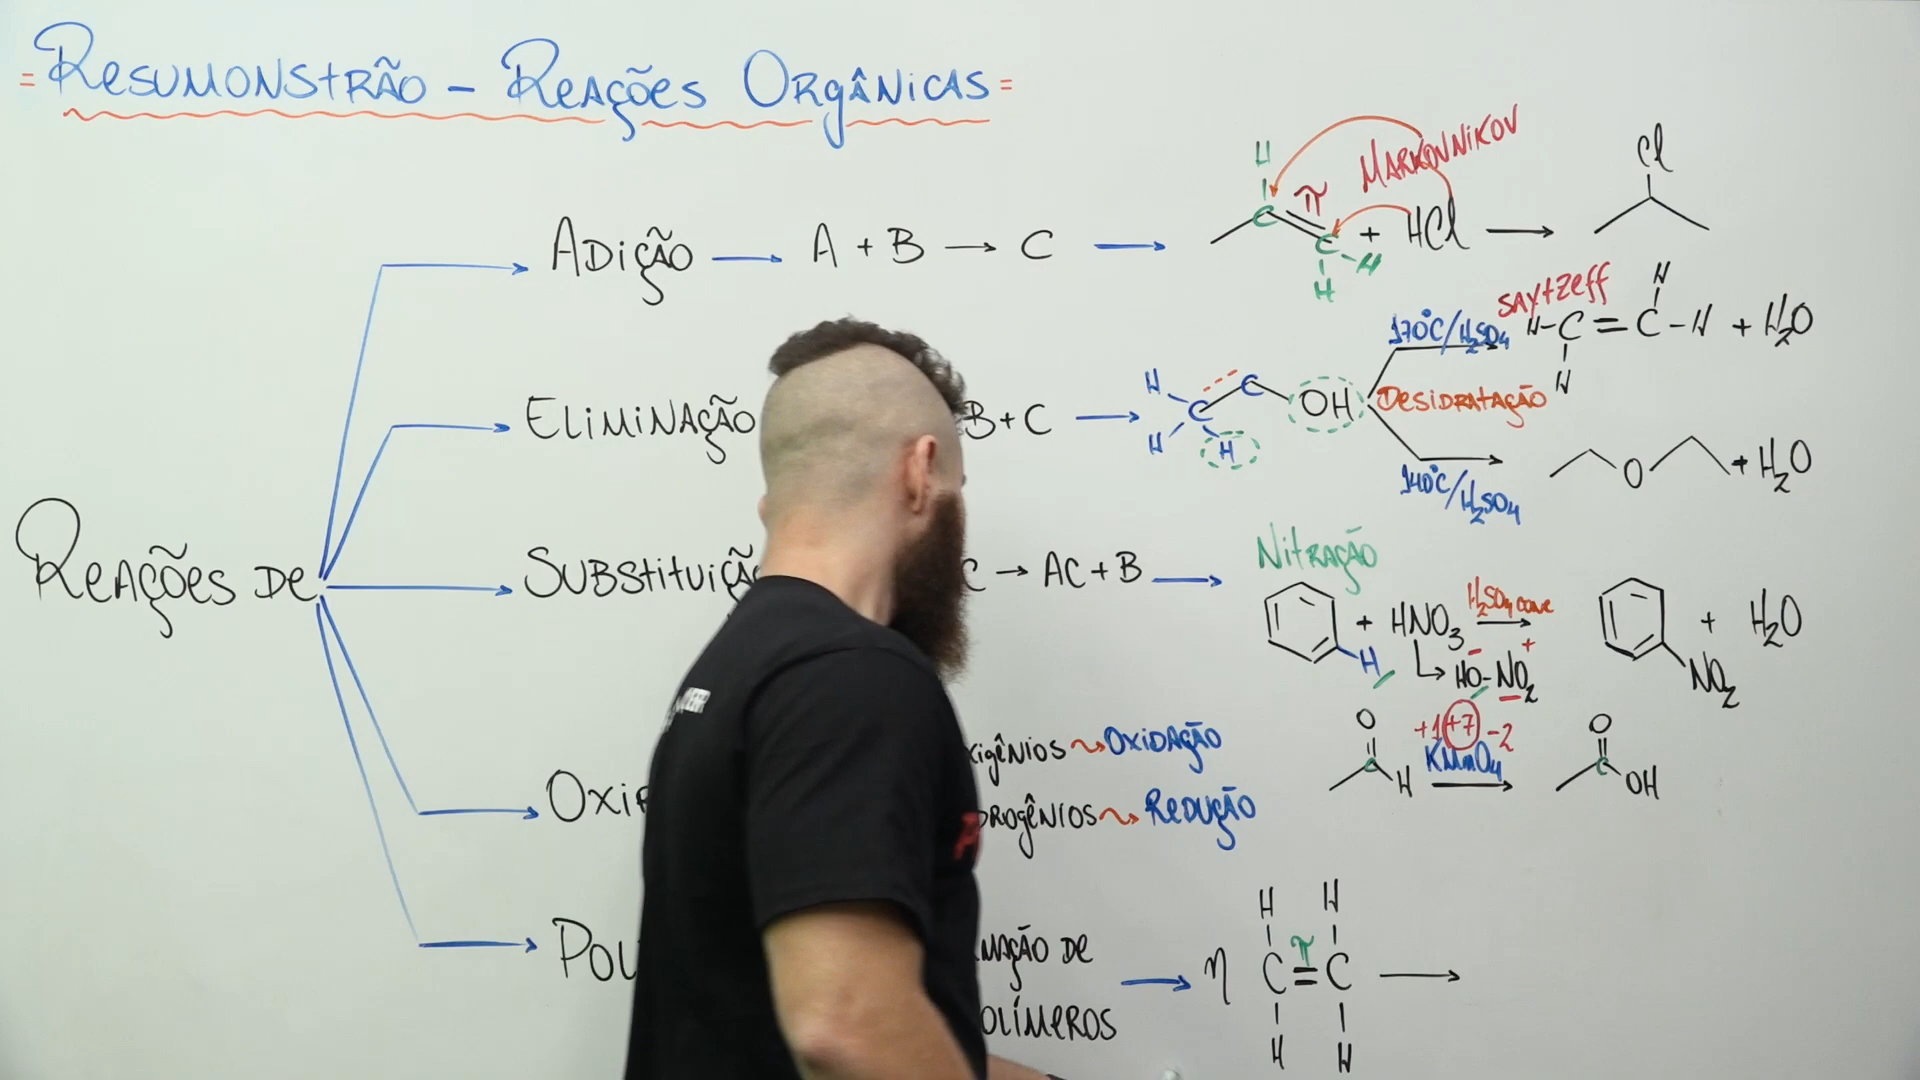 = RESUMONSTRÃO – REAÇÕES ORGÂNICAS =
REAÇÕES DE
ADIÇÃO → A + B → C →
H
C
π
C
H
H
MARKOVNIKOV
+ HCl →
Cl
ELIMINAÇÃO
B+C →
H
H
C
C
H
OH
170°C/H2SO4
SAYTZEFF
H
H-C=C-H + H2O
H
DESIDRATAÇÃO
140°C/H2SO4
O
+ H2O
SUBSTITUIÇÃ
C → AC + B →
NITRAÇÃO
H
+ HNO3
H2SO4 conc
→
+ H2O
NO2
↳ HO-NO2
- +
OXI
XIGÊNIOS OXIDAÇÃO
DROGÊNIOS REDUÇÃO
O
C
H
+1 +7 -2
KMnO4
→
O
C
OH
POL
MAÇÃO DE
OLÍMEROS
→ η
H H
π
C=C →
H H